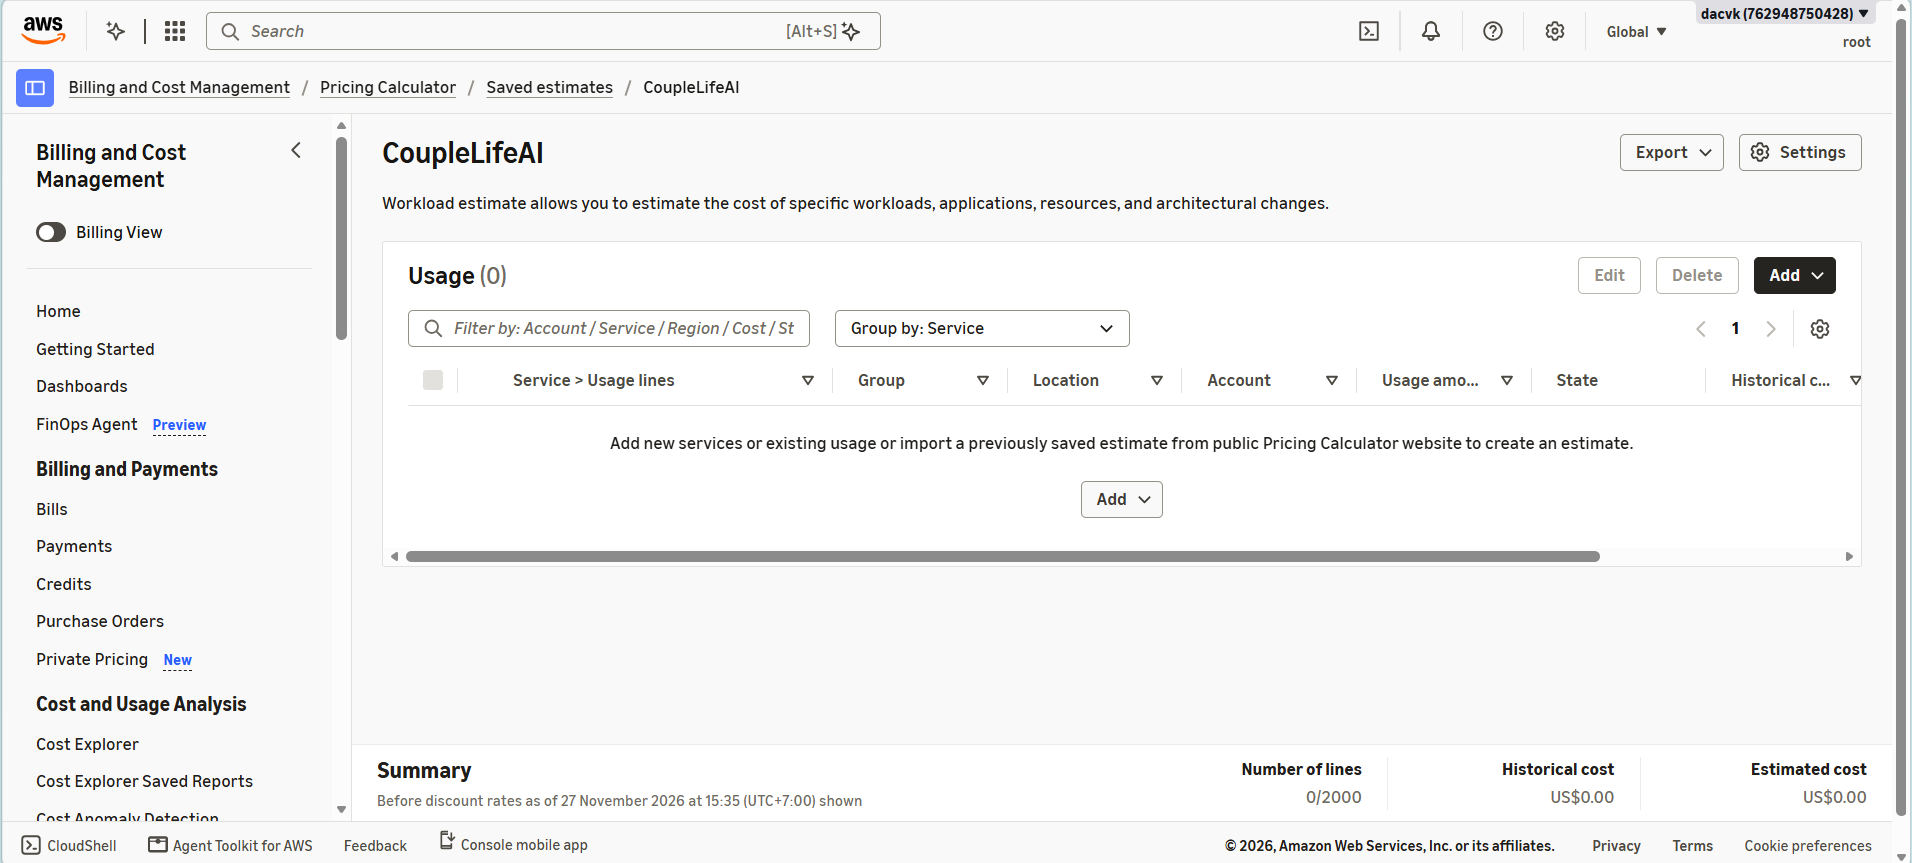 aws
Search
[Alt+S]
Global
dacvk (762948750428)
root
Billing and Cost Management / Pricing Calculator / Saved estimates / CoupleLifeAI
Billing and Cost
Management
Billing View
Home
Getting Started
Dashboards
FinOps Agent Preview
Billing and Payments
Bills
Payments
Credits
Purchase Orders
Private Pricing New
Cost and Usage Analysis
Cost Explorer
Cost Explorer Saved Reports
Cost Anomaly Detection
CoupleLifeAI
Export
Settings
Workload estimate allows you to estimate the cost of specific workloads, applications, resources, and architectural changes.
Usage (0)
Edit
Delete
Add
Filter by: Account / Service / Region / Cost / St
Group by: Service
1
Service > Usage lines
Group
Location
Account
Usage amo...
State
Historical c...
Add new services or existing usage or import a previously saved estimate from public Pricing Calculator website to create an estimate.
Add
Summary
Before discount rates as of 27 November 2026 at 15:35 (UTC+7:00) shown
Number of lines
0/2000
Historical cost
US$0.00
Estimated cost
US$0.00
CloudShell
Agent Toolkit for AWS
Feedback
Console mobile app
© 2026, Amazon Web Services, Inc. or its affiliates.
Privacy
Terms
Cookie preferences